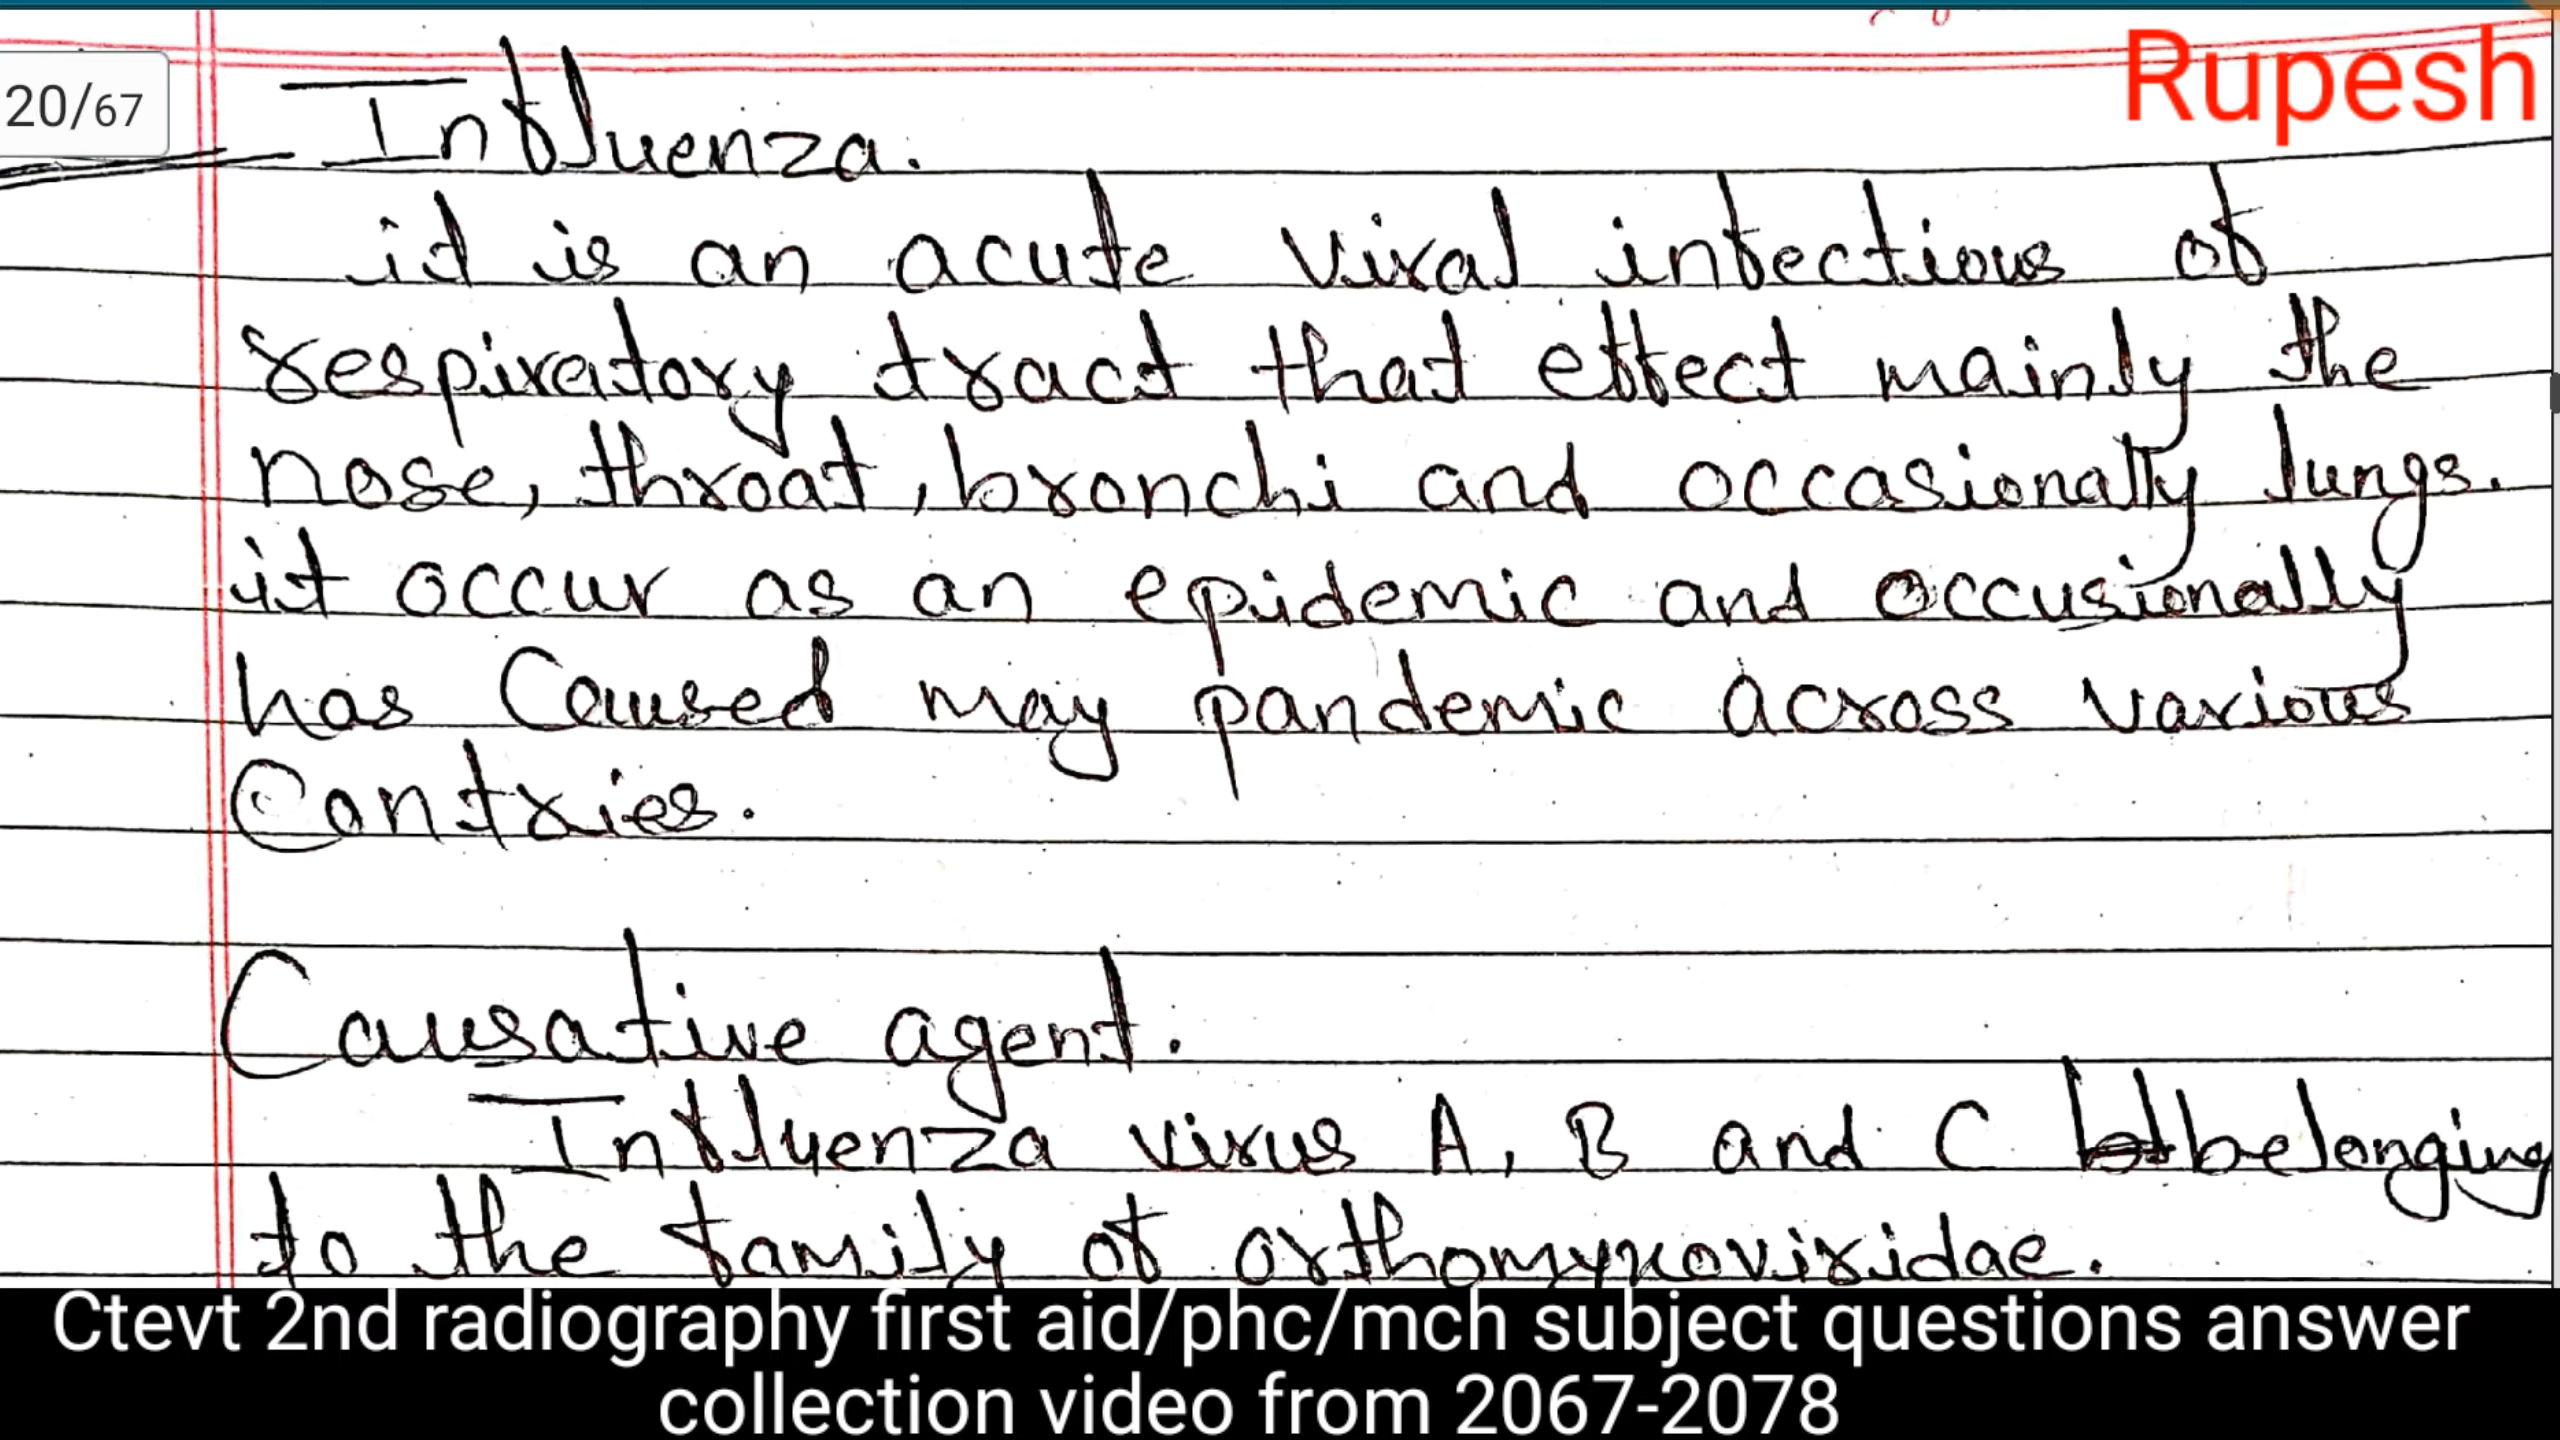 Rupesh
20/67
Influenza.
it is an acute viral infections of
respiratory tract that effect mainly the
nose, throat, bronchi and occasionally lungs.
it occur as an epidemic and occusionally
has Caused may pandemic across various
Contries.
Causative agent.
Influenza virus A, B and C belonging
to the family of orthomyxoviridae.
Ctevt 2nd radiography first aid/phc/mch subject questions answer
collection video from 2067-2078